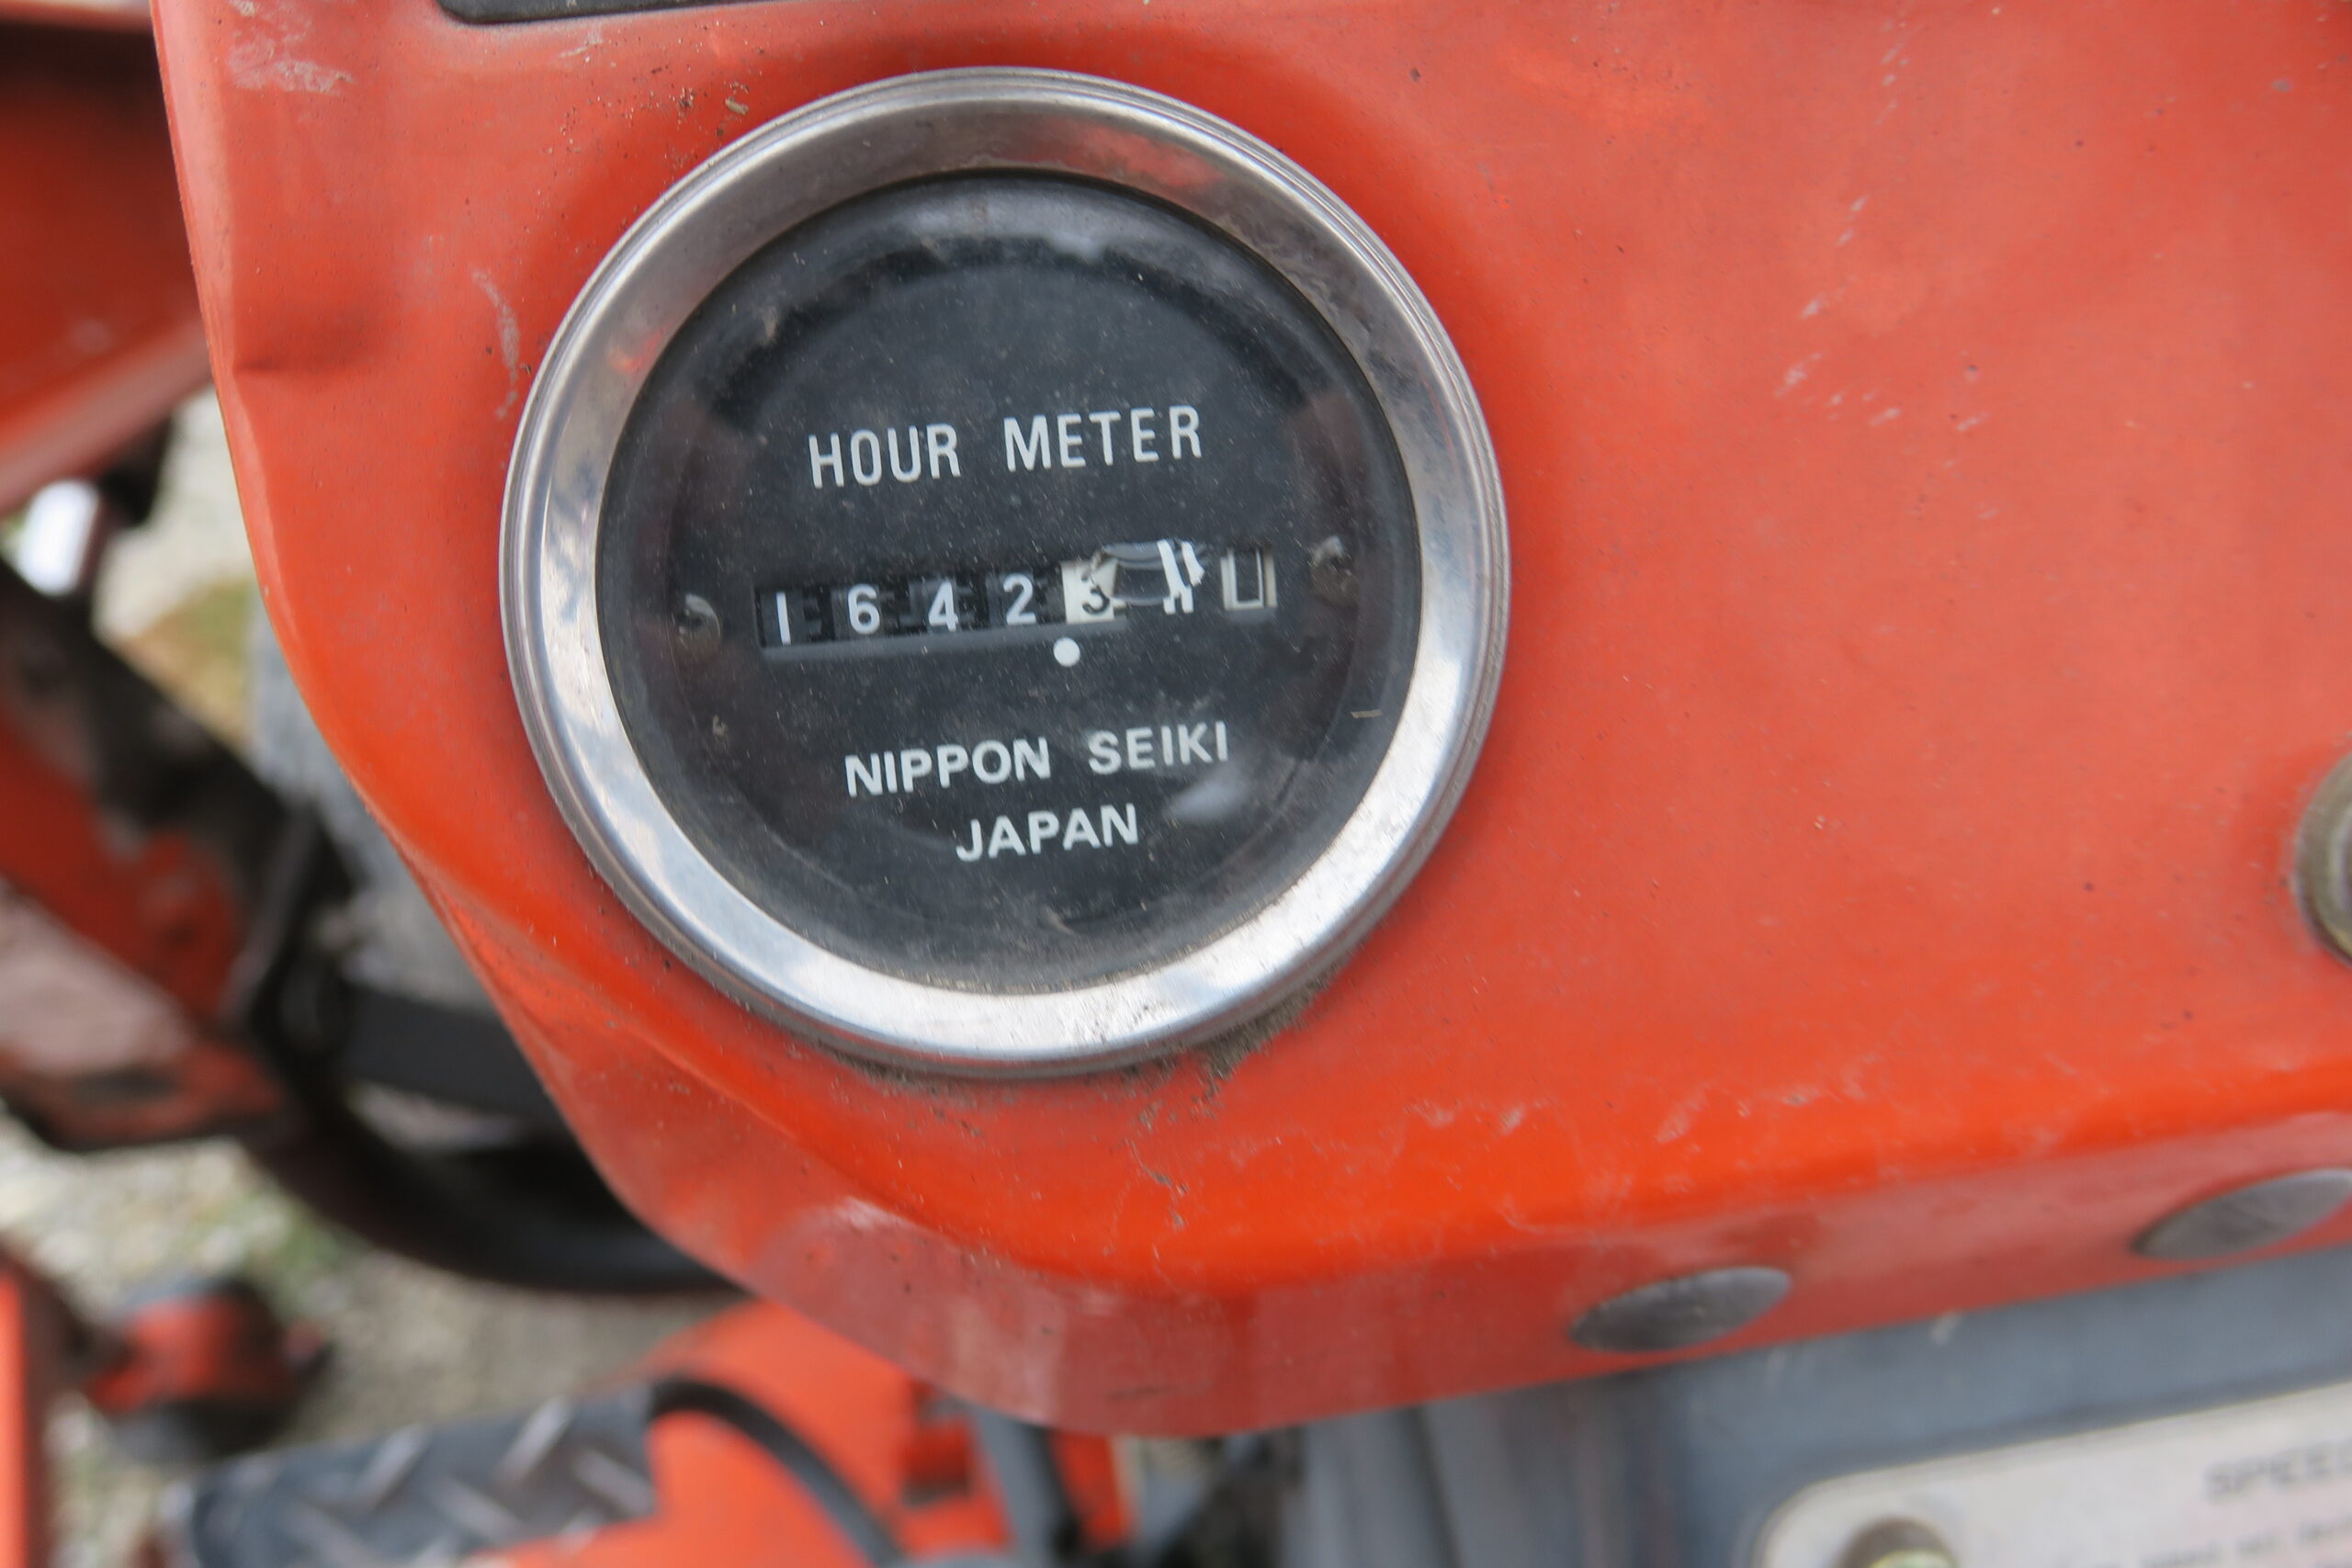 HOUR METER
16423
NIPPON SEIKI
JAPAN